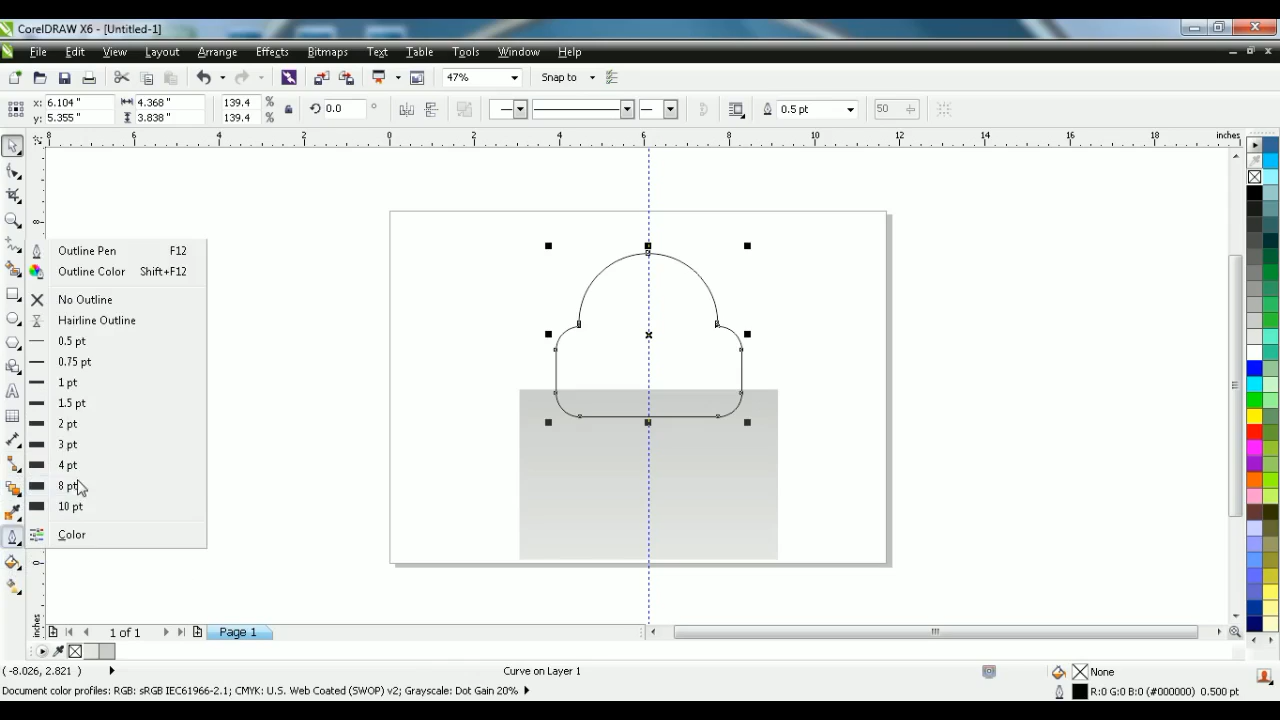 CorelDRAW X6 - [Untitled-1]
File Edit View Layout Arrange Effects Bitmaps Text Table Tools Window Help
47% Snap to
x: 6.104 " 4.368 " 139.4 % 0.0 ° 0.5 pt 50
y: 5.355 " 3.838 " 139.4 %
8 6 4 2 0 2 4 6 8 10 12 14 16 18 inches
Outline Pen F12
Outline Color Shift+F12
No Outline
Hairline Outline
0.5 pt
0.75 pt
1 pt
1.5 pt
2 pt
3 pt
4 pt
8 pt
10 pt
Color
inches
1 of 1 Page 1
( -8.026, 2.821 ) Curve on Layer 1 None
Document color profiles: RGB: sRGB IEC61966-2.1; CMYK: U.S. Web Coated (SWOP) v2; Grayscale: Dot Gain 20% R:0 G:0 B:0 (#000000) 0.500 pt